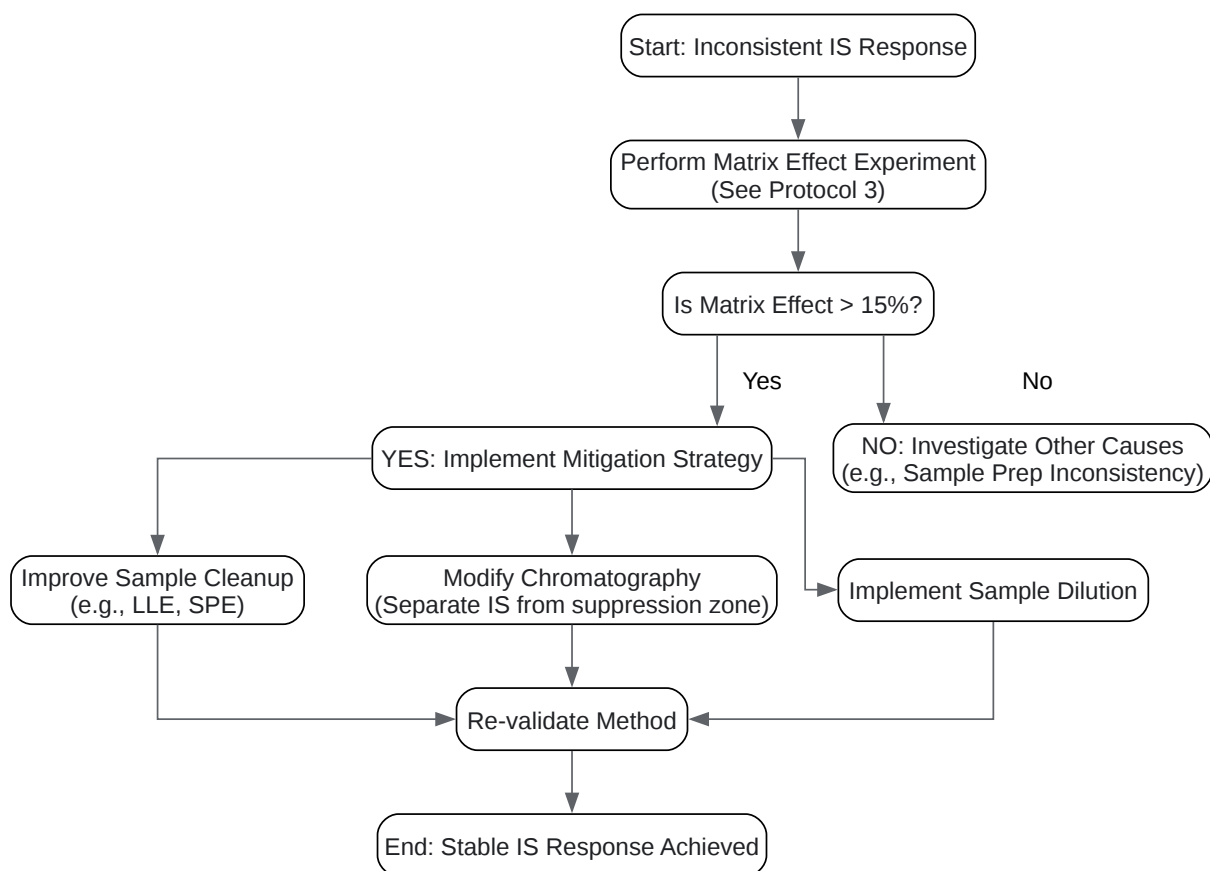 Start: Inconsistent IS Response
Perform Matrix Effect Experiment
(See Protocol 3)
Is Matrix Effect > 15%?
Yes
No
YES: Implement Mitigation Strategy
NO: Investigate Other Causes
(e.g., Sample Prep Inconsistency)
Improve Sample Cleanup
(e.g., LLE, SPE)
Modify Chromatography
(Separate IS from suppression zone)
Implement Sample Dilution
Re-validate Method
End: Stable IS Response Achieved